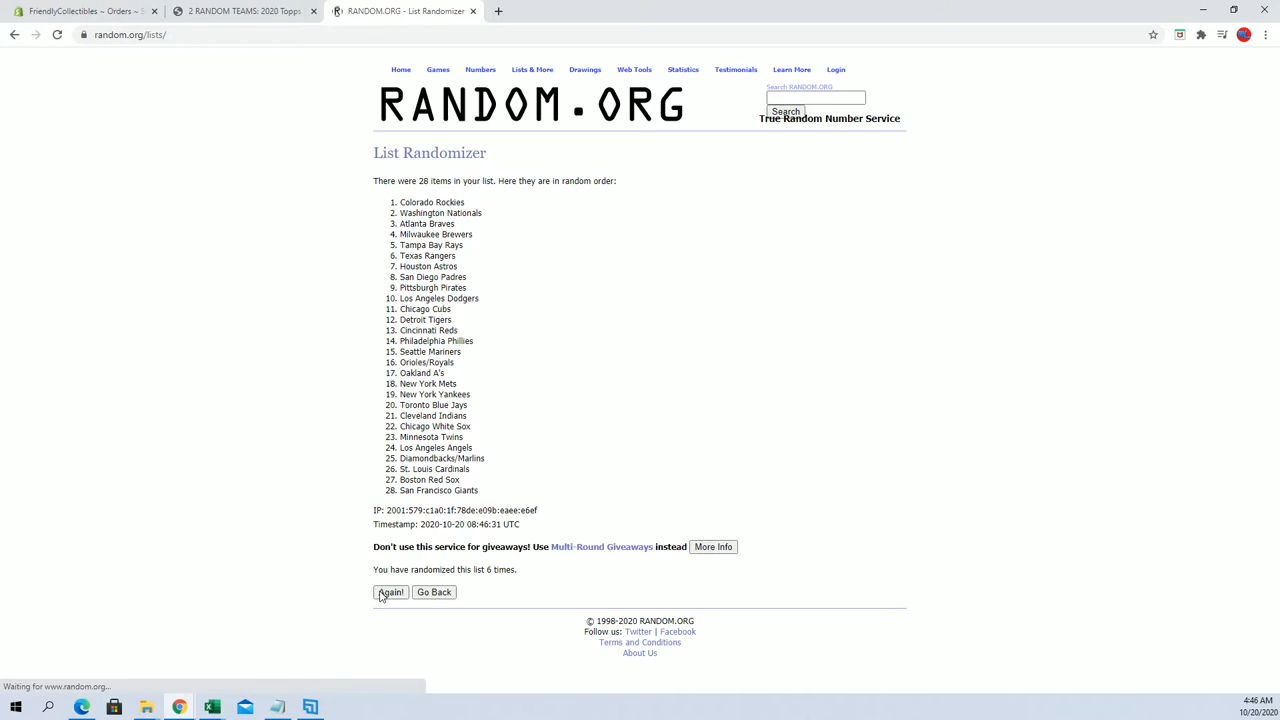 FriendlyCollectibles ~ Orders ~ S
2 RANDOM TEAMS: 2020 Topps
RANDOM.ORG - List Randomizer
random.org/lists/
Home Games Numbers Lists & More Drawings Web Tools Statistics Testimonials Learn More Login
RANDOM.ORG
Search RANDOM.ORG
Search
True Random Number Service
List Randomizer
There were 28 items in your list. Here they are in random order:
1. Colorado Rockies
2. Washington Nationals
3. Atlanta Braves
4. Milwaukee Brewers
5. Tampa Bay Rays
6. Texas Rangers
7. Houston Astros
8. San Diego Padres
9. Pittsburgh Pirates
10. Los Angeles Dodgers
11. Chicago Cubs
12. Detroit Tigers
13. Cincinnati Reds
14. Philadelphia Phillies
15. Seattle Mariners
16. Orioles/Royals
17. Oakland A's
18. New York Mets
19. New York Yankees
20. Toronto Blue Jays
21. Cleveland Indians
22. Chicago White Sox
23. Minnesota Twins
24. Los Angeles Angels
25. Diamondbacks/Marlins
26. St. Louis Cardinals
27. Boston Red Sox
28. San Francisco Giants
IP: 2001:579:c1a0:1f:78de:e09b:eaee:e6ef
Timestamp: 2020-10-20 08:46:31 UTC
Don't use this service for giveaways! Use Multi-Round Giveaways instead More Info
You have randomized this list 6 times.
Again! Go Back
© 1998-2020 RANDOM.ORG
Follow us: Twitter | Facebook
Terms and Conditions
About Us
Waiting for www.random.org...
4:46 AM
10/20/2020